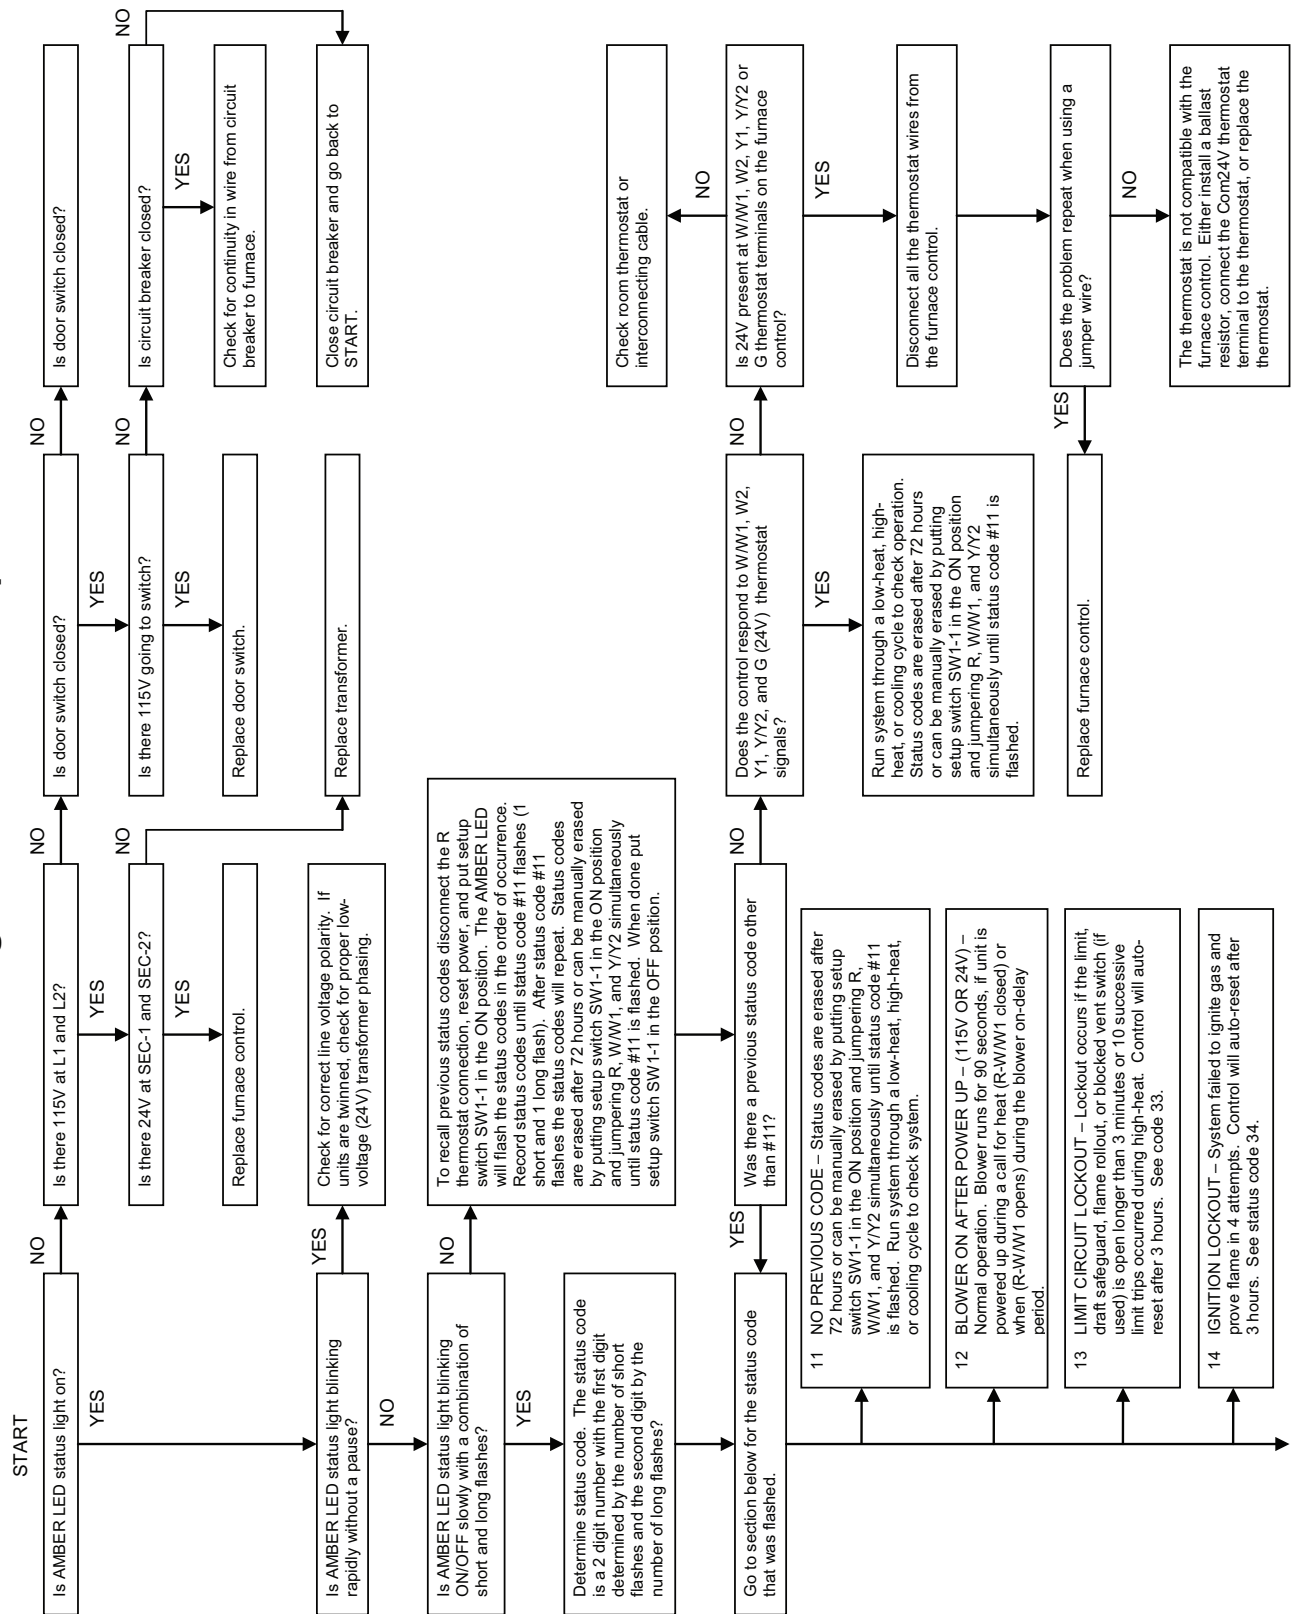 START
Is AMBER LED status light on?
NO
YES
Is there 115V at L1 and L2?
NO
YES
Is door switch closed?
NO
YES
Is door switch closed?
Is there 24V at SEC-1 and SEC-2?
NO
YES
Is there 115V going to switch?
NO
YES
Is circuit breaker closed?
NO
YES
Replace furnace control.
Replace door switch.
Check for continuity in wire from circuit
breaker to furnace.
Is AMBER LED status light blinking
rapidly without a pause?
YES
NO
Check for correct line voltage polarity.  If
units are twinned, check for proper low-
voltage (24V) transformer phasing.
Replace transformer.
Close circuit breaker and go back to
START.
Is AMBER LED status light blinking
ON/OFF slowly with a combination of
short and long flashes?
NO
YES
To recall previous status codes disconnect the R
thermostat connection, reset power, and put setup
switch SW1-1 in the ON position.  The AMBER LED
will flash the status codes in the order of occurrence.
Record status codes until status code #11 flashes (1
short and 1 long flash).  After status code #11
flashes the status codes will repeat.  Status codes
are erased after 72 hours or can be manually erased
by putting setup switch SW1-1 in the ON position
and jumpering R, W/W1, and Y/Y2 simultaneously
until status code #11 is flashed.  When done put
setup switch SW1-1 in the OFF position.
Determine status code.  The status code
is a 2 digit number with the first digit
determined by the number of short
flashes and the second digit by the
number of long flashes?
Check room thermostat or
interconnecting cable.
NO
Go to section below for the status code
that was flashed.
YES
Was there a previous status code other
than #11?
NO
Does the control respond to W/W1, W2,
Y1, Y/Y2, and G (24V)  thermostat
signals?
NO
YES
Is 24V present at W/W1, W2, Y1, Y/Y2 or
G thermostat terminals on the furnace
control?
YES
11 NO PREVIOUS CODE – Status codes are erased after
72 hours or can be manually erased by putting setup
switch SW1-1 in the ON position and jumpering R,
W/W1, and Y/Y2 simultaneously until status code #11
is flashed.  Run system through a low-heat, high-heat,
or cooling cycle to check system.
Run system through a low-heat, high-
heat, or cooling cycle to check operation.
Status codes are erased after 72 hours
or can be manually erased by putting
setup switch SW1-1 in the ON position
and jumpering R, W/W1, and Y/Y2
simultaneously until status code #11 is
flashed.
Disconnect all the thermostat wires from
the furnace control.
12 BLOWER ON AFTER POWER UP – (115V OR 24V) –
Normal operation.  Blower runs for 90 seconds, if unit is
powered up during a call for heat (R-W/W1 closed) or
when (R-W/W1 opens) during the blower on-delay
period.
Replace furnace control.
YES
Does the problem repeat when using a
jumper wire?
NO
13 LIMIT CIRCUIT LOCKOUT – Lockout occurs if the limit,
draft safeguard, flame rollout, or blocked vent switch (if
used) is open longer than 3 minutes or 10 successive
limit trips occurred during high-heat.  Control will auto-
reset after 3 hours.  See code 33.
The thermostat is not compatible with the
furnace control.  Either install a ballast
resistor, connect the Com24V thermostat
terminal to the thermostat, or replace the
thermostat.
14 IGNITION LOCKOUT – System failed to ignite gas and
prove flame in 4 attempts.  Control will auto-reset after
3 hours.  See status code 34.